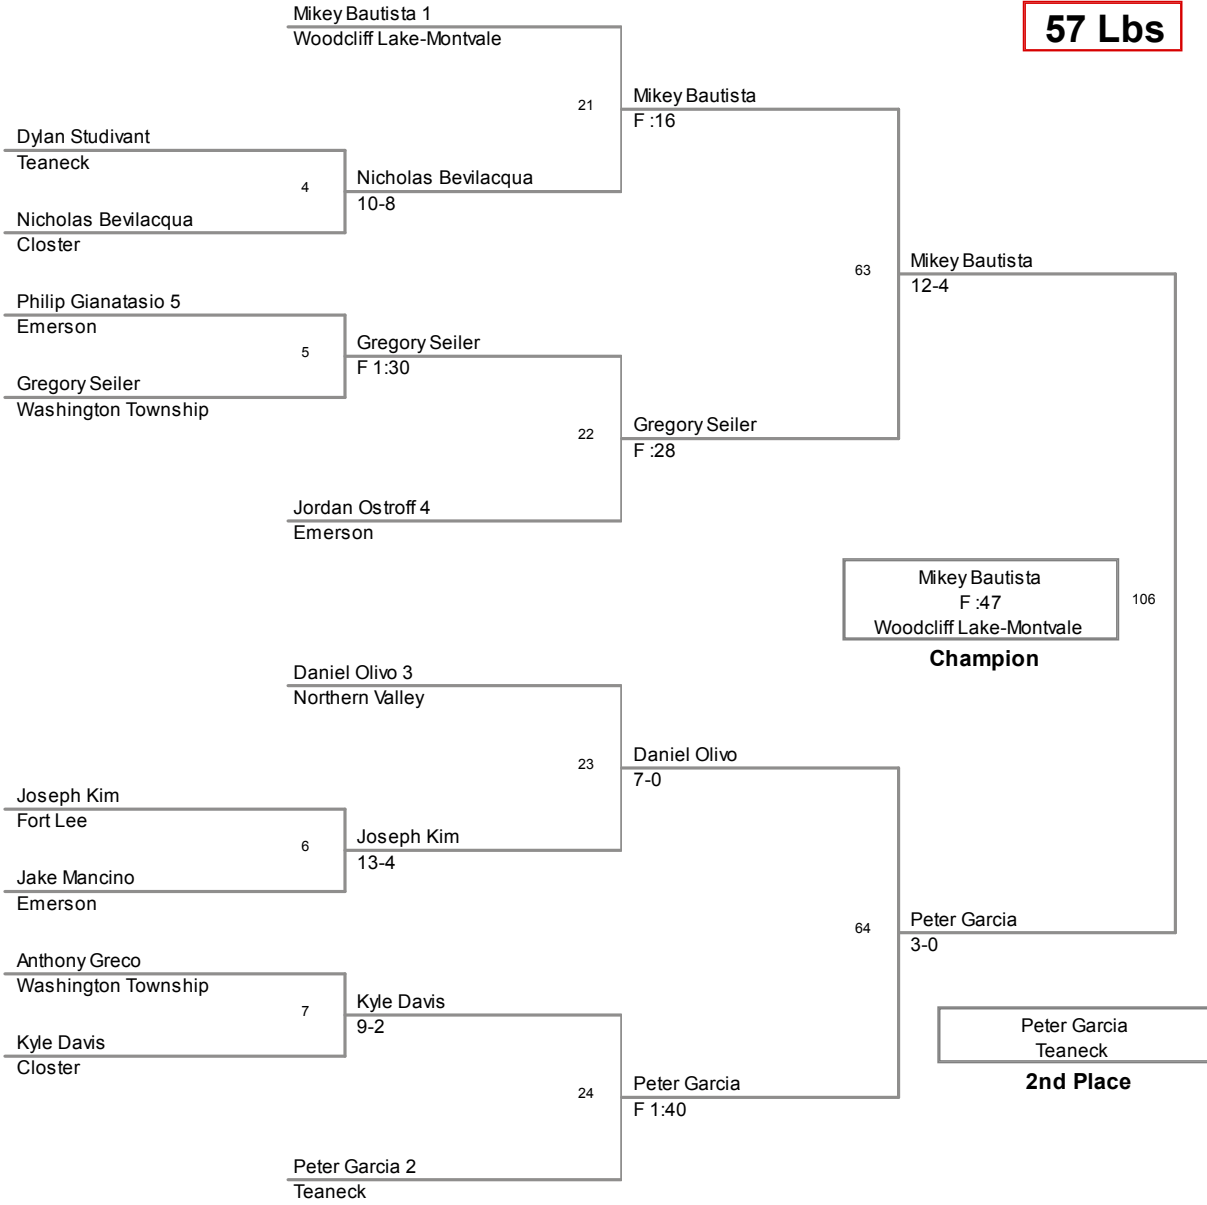 Mikey Bautista 1
57 Lbs
Woodcliff Lake-Montvale
21
Mikey Bautista
F :16
Dylan Studivant
Teaneck
4
Nicholas Bevilacqua
10-8
Nicholas Bevilacqua
Closter
63
Mikey Bautista
12-4
Philip Gianatasio 5
Emerson
5
Gregory Seiler
F 1:30
Gregory Seiler
Washington Township
22
Gregory Seiler
F :28
Jordan Ostroff 4
Emerson
Mikey Bautista
F :47
Woodcliff Lake-Montvale
106
Champion
Daniel Olivo 3
Northern Valley
23
Daniel Olivo
7-0
Joseph Kim
Fort Lee
6
Joseph Kim
13-4
Jake Mancino
Emerson
64
Peter Garcia
3-0
Anthony Greco
Washington Township
7
Kyle Davis
9-2
Kyle Davis
Closter
Peter Garcia
Teaneck
2nd Place
24
Peter Garcia
F 1:40
Peter Garcia 2
Teaneck